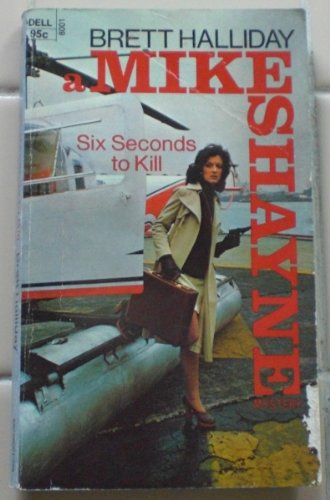 DELL
95c
8001
BRETT HALLIDAY
a MIKE
SHAYNE
Six Seconds
to Kill